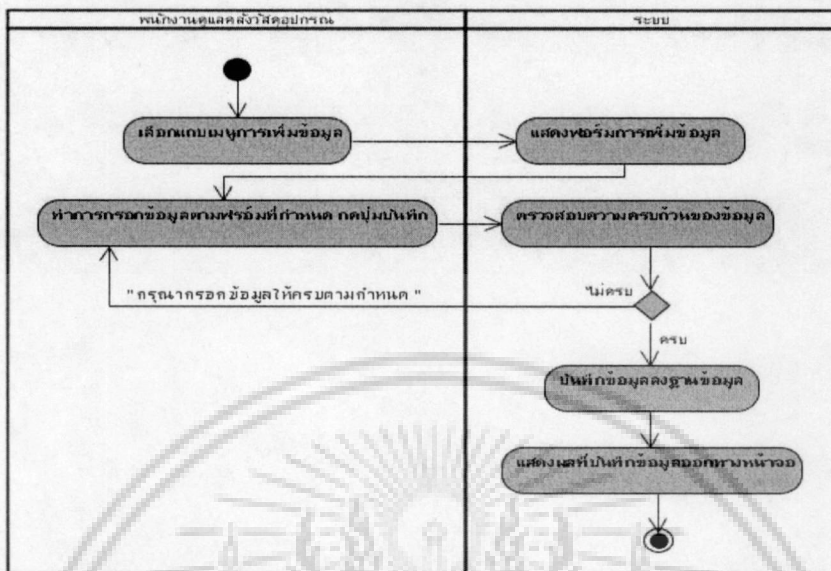 พนักงานดูแลคลังวัสดุอุปกรณ์
ระบบ
เลือกแถบเมนูการเพิ่มข้อมูล
แสดงฟอร์มการเพิ่มข้อมูล
ทำการกรอกข้อมูลตามฟรอ์มที่กำหนด กดปุ่มบันทึก
ตรวจสอบความครบถ้วนของข้อมูล
"กรุณากรอกข้อมูลให้ครบตามกำหนด"
ไม่ครบ
ครบ
บันทึกข้อมูลลงฐานข้อมูล
แสดงผลที่บันทึกข้อมูลออกทางหน้าจอ